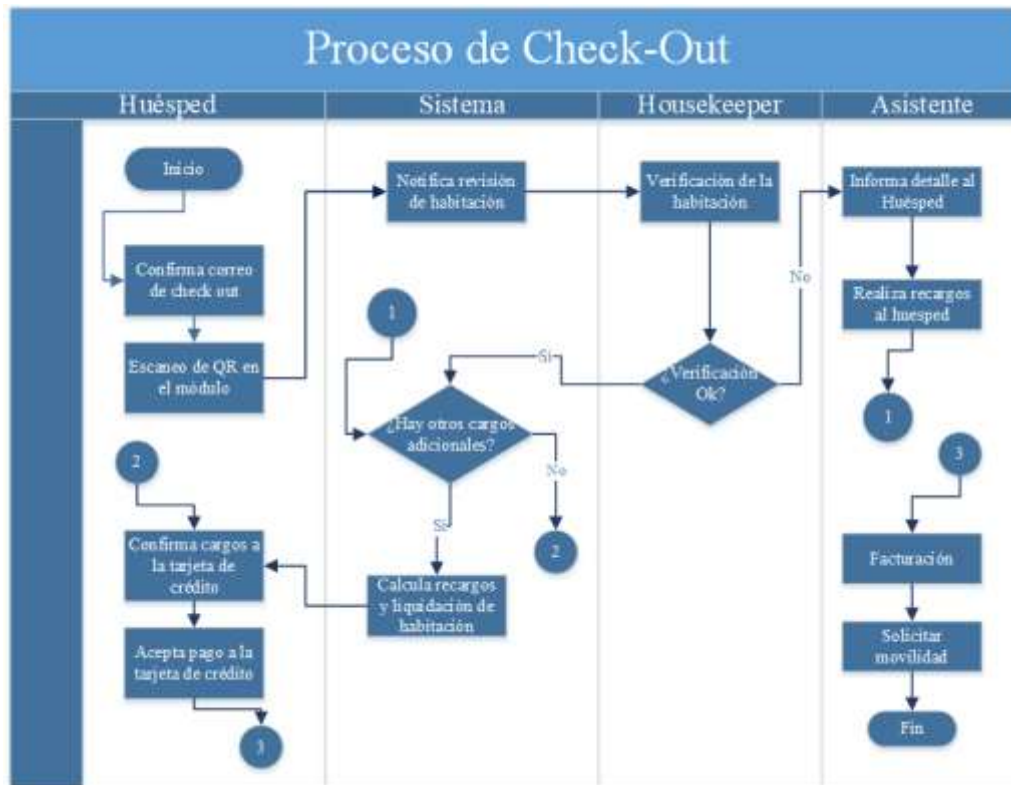 Proceso de Check-Out
Huésped
Sistema
Housekeeper
Asistente
Inicio
Notifica revisión
de habitación
Verificación de la
habitación
Informa detalle al
Huésped
Confirma correo
de check out
No
Realiza recargos
al huesped
1
Escaneo de QR en
el módulo
Si
¿Verificación
Ok?
1
¿Hay otros cargos
adicionales?
2
No
3
Si
2
Confirma cargos a
la tarjeta de
crédito
Facturación
Calcula recargos
y liquidación de
habitación
Acepta pago a la
tarjeta de crédito
Solicitar
movilidad
3
Fin